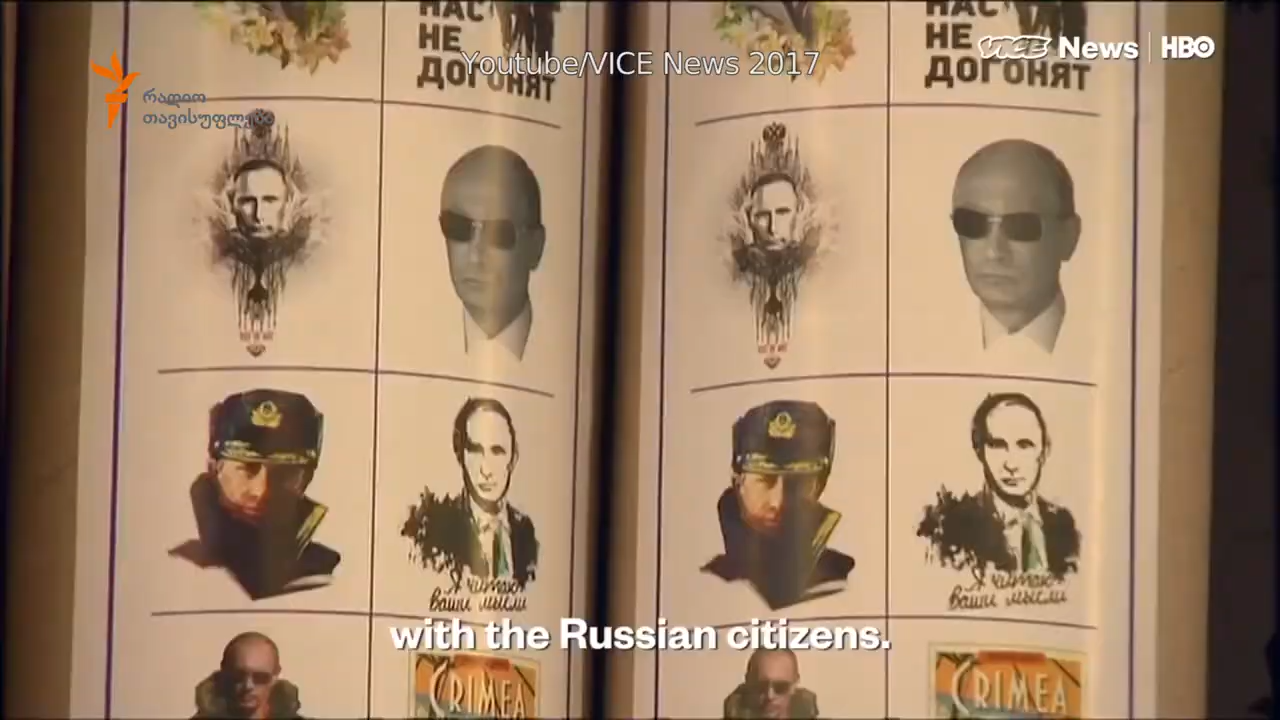 НАС
НЕ
ДОГОНЯТ
НАС
НЕ
ДОГОНЯТ
Youtube/VICE News 2017
VICE News | HBO
რადიო
თავისუფლება
Я читаю
ваши мысли
Я читаю
ваши мысли
with the Russian citizens.
CRIMEA
CRIMEA